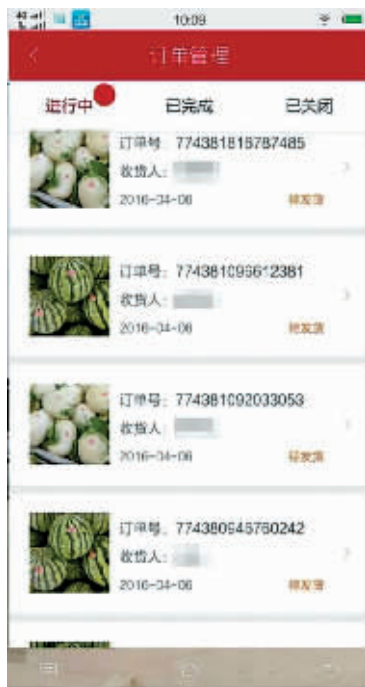 10:09
订单管理
进行中 已完成 已关闭
订单号: 774381816787485
收货人:
2016-04-06 待发货
订单号: 774381096612381
收货人:
2016-04-06 待发货
订单号: 774381092033053
收货人:
2016-04-06 待发货
订单号: 774380946760242
收货人:
2016-04-06 待发货